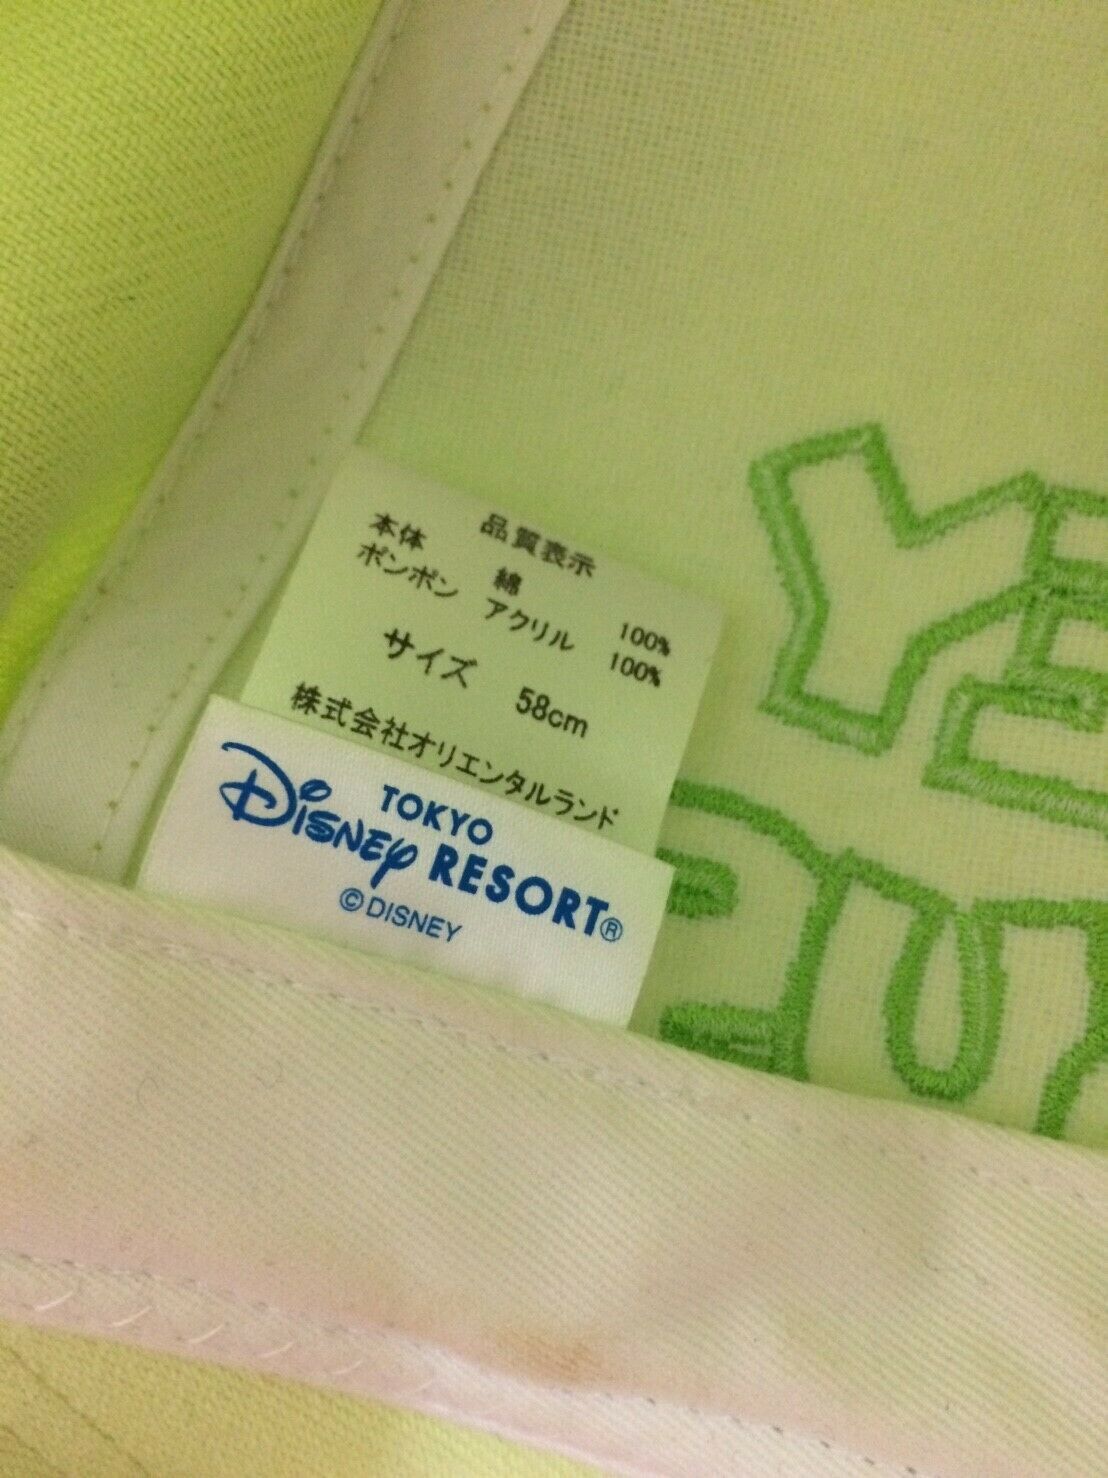 品質表示
本体 綿 100%
ポンポン アクリル 100%
サイズ 58cm
株式会社オリエンタルランド
TOKYO
DISNEY RESORT®
©DISNEY